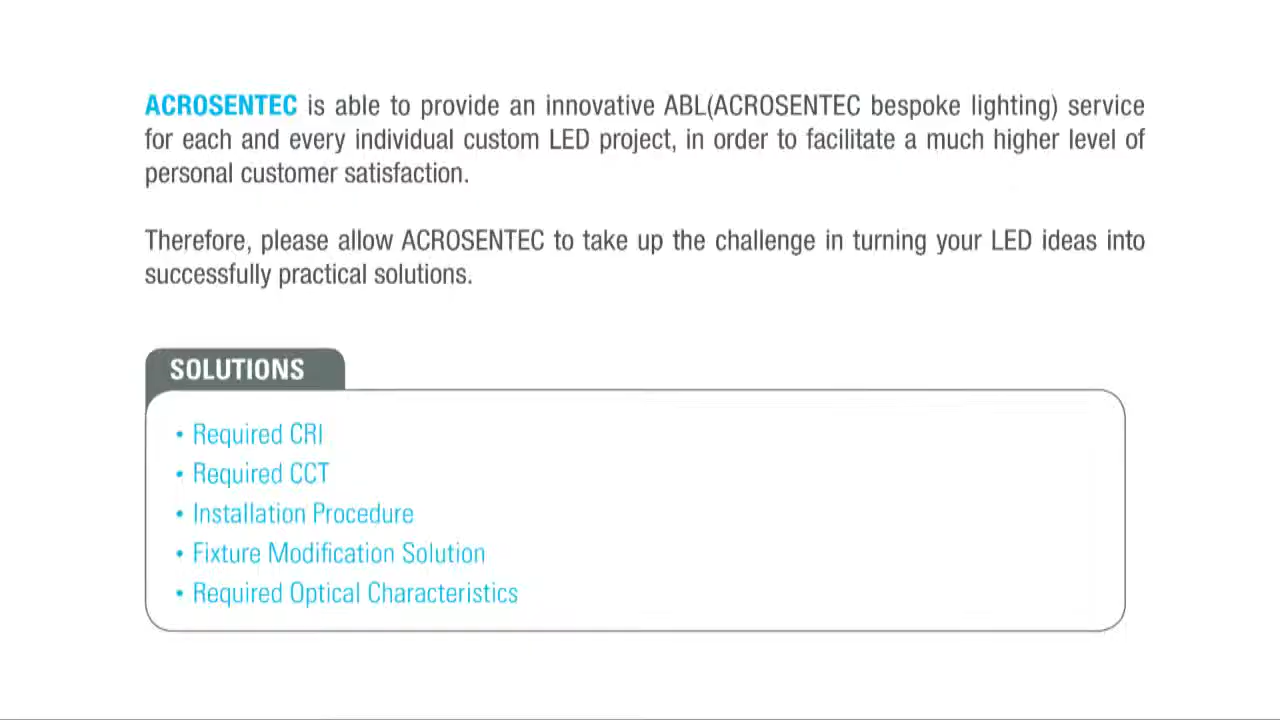 ACROSENTEC is able to provide an innovative ABL(ACROSENTEC bespoke lighting) service
for each and every individual custom LED project, in order to facilitate a much higher level of
personal customer satisfaction.
Therefore, please allow ACROSENTEC to take up the challenge in turning your LED ideas into
successfully practical solutions.
SOLUTIONS
• Required CRI
• Required CCT
• Installation Procedure
• Fixture Modification Solution
• Required Optical Characteristics